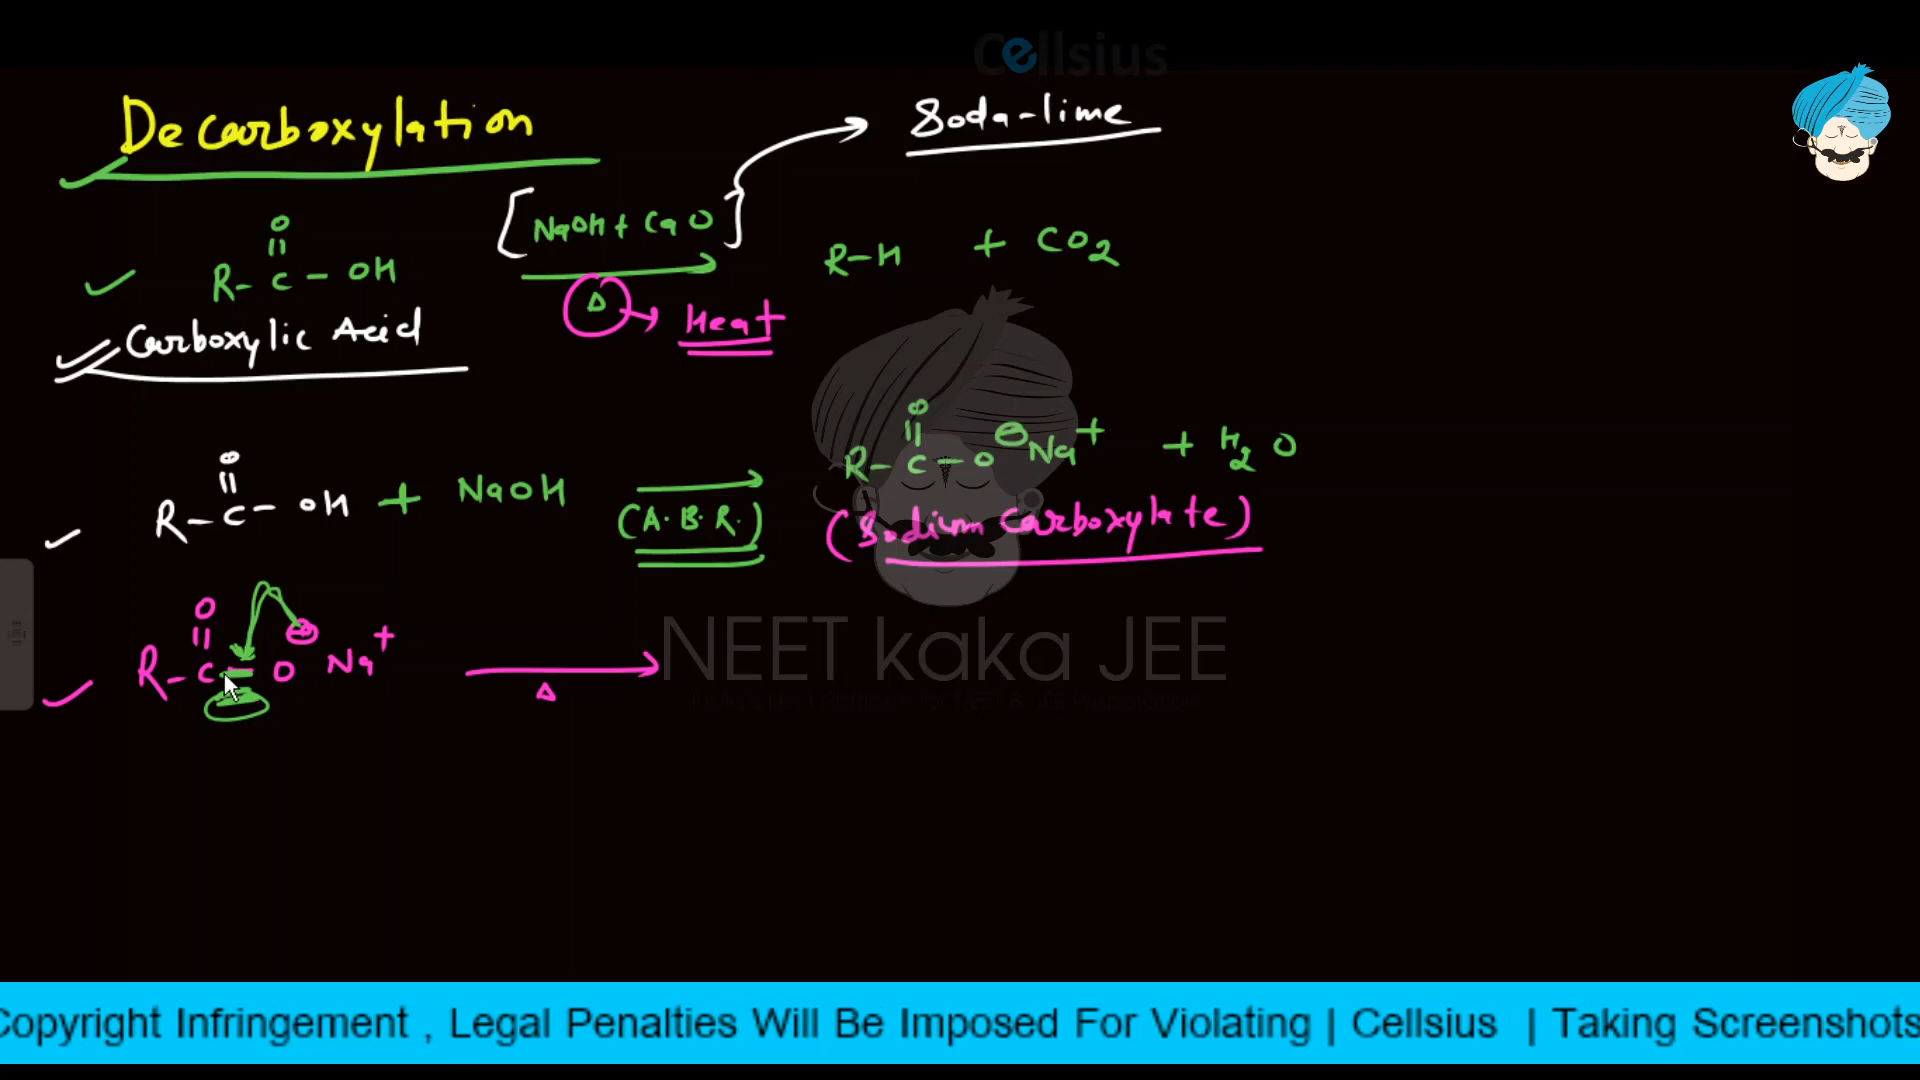 Cellsius
Decarboxylation
Soda-lime
[NaOH + CaO]
O
||
R-C-OH
Δ → Heat
R-H + CO2
Carboxylic Acid
O
||
R-C-OH + NaOH
(A.B.R.)
O
||
R-C-O⊖Na+ + H2O
(Sodium Carboxylate)
O
||
R-C=O ⊖ Na+
Δ
NEET kaka JEE
Copyright Infringement , Legal Penalties Will Be Imposed For Violating | Cellsius | Taking Screenshots